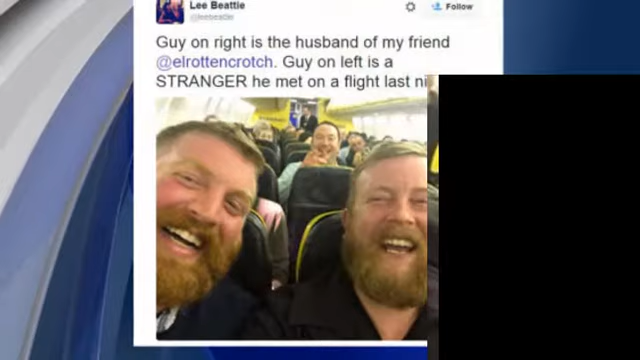 Lee Beattie
@leebeattie
Follow
Guy on right is the husband of my friend
@elrottencrotch. Guy on left is a
STRANGER he met on a flight last